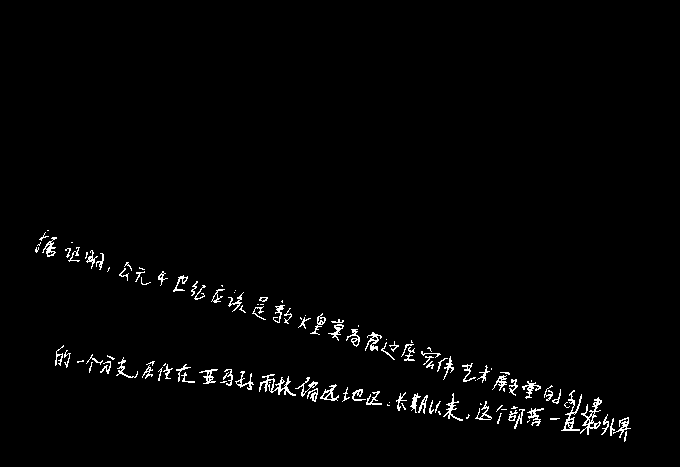 据证明，公元4世纪应该是敦火皇莫高窟这座宏伟艺术殿堂的创建
的一个分支，居住在亚马孙雨林偏远地区。长期以来，这个部落一直和外界